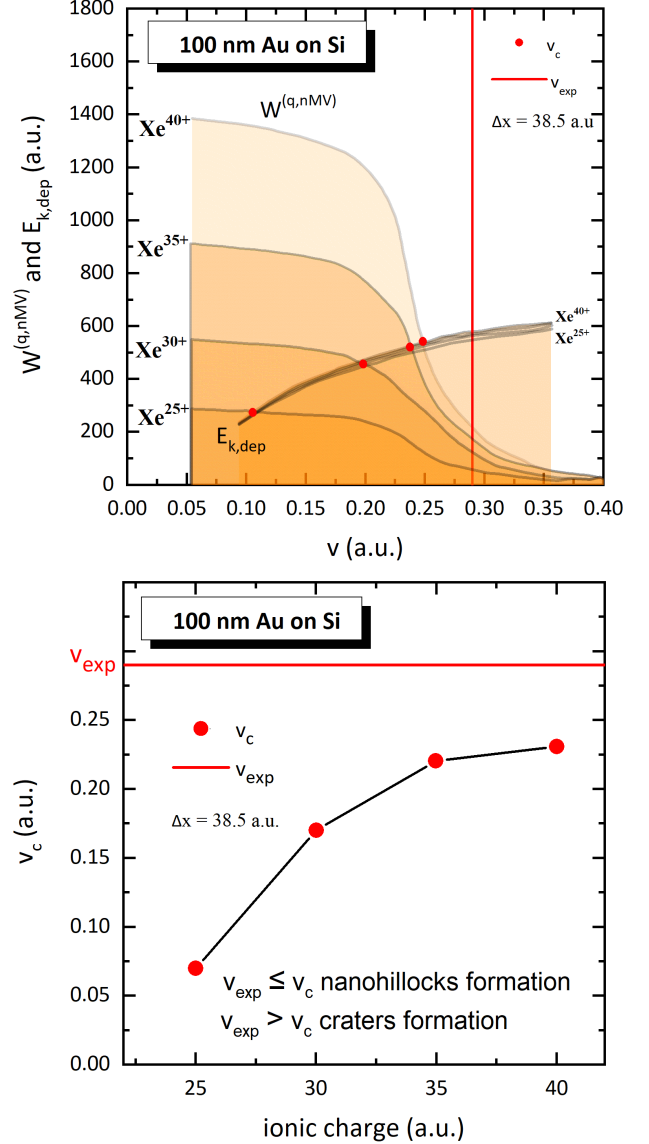 1800
100 nm Au on Si
v_c
1600
W^(q,nMV)
v_exp
1400
Xe^40+
Δx = 38.5 a.u
1200
W^(q,nMV) and E_k,dep (a.u.)
1000
Xe^35+
800
600
Xe^40+
Xe^30+
Xe^25+
400
Xe^25+
200
E_k,dep
0
0.00 0.05 0.10 0.15 0.20 0.25 0.30 0.35 0.40
v (a.u.)
100 nm Au on Si
v_exp
0.25
v_c
v_exp
0.20
Δx = 38.5 a.u.
v_c (a.u.)
0.15
0.10
v_exp ≤ v_c nanohillocks formation
0.05
v_exp > v_c craters formation
0.00
25 30 35 40
ionic charge (a.u.)